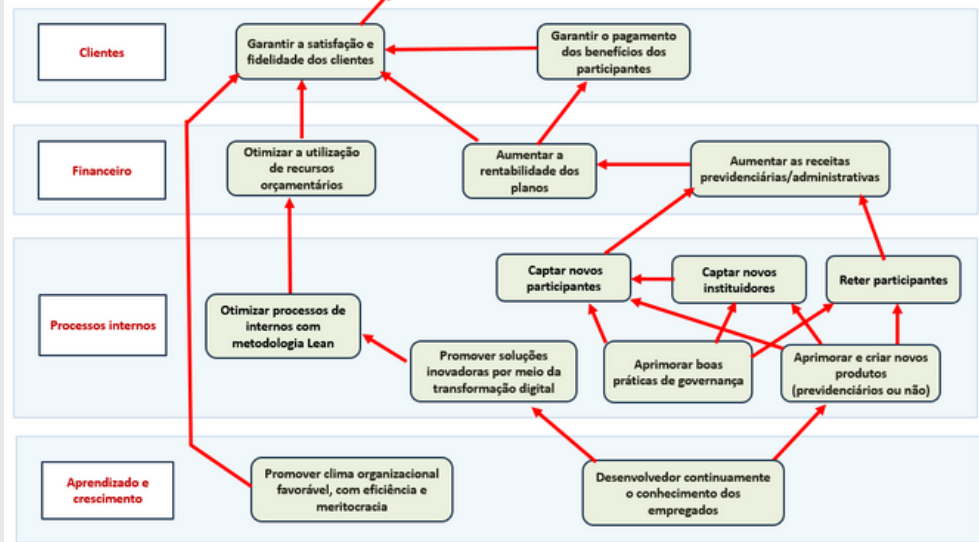 Clientes
Garantir a satisfação e
fidelidade dos clientes
Garantir o pagamento
dos benefícios dos
participantes
Financeiro
Otimizar a utilização
de recursos
orçamentários
Aumentar a
rentabilidade dos
planos
Aumentar as receitas
previdenciárias/administrativas
Processos internos
Captar novos
participantes
Captar novos
instituidores
Reter participantes
Otimizar processos de
internos com
metodologia Lean
Promover soluções
inovadoras por meio da
transformação digital
Aprimorar boas
práticas de governança
Aprimorar e criar novos
produtos
(previdenciários ou não)
Aprendizado e
crescimento
Promover clima organizacional
favorável, com eficiência e
meritocracia
Desenvolvedor continuamente
o conhecimento dos
empregados